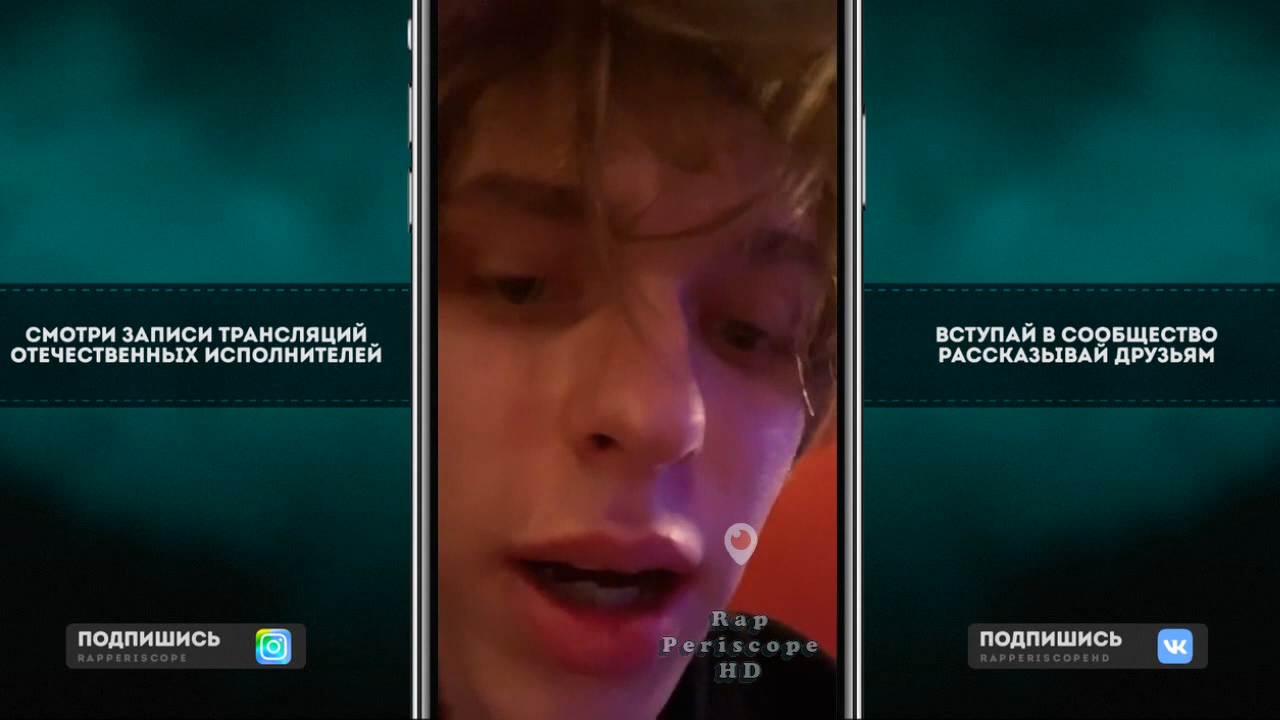 СМОТРИ ЗАПИСИ ТРАНСЛЯЦИЙ
ОТЕЧЕСТВЕННЫХ ИСПОЛНИТЕЛЕЙ
ВСТУПАЙ В СООБЩЕСТВО
РАССКАЗЫВАЙ ДРУЗЬЯМ
Rap
Periscope
HD
ПОДПИШИСЬ
RAPPERISCOPE
ПОДПИШИСЬ
RAPPERISCOPEHD